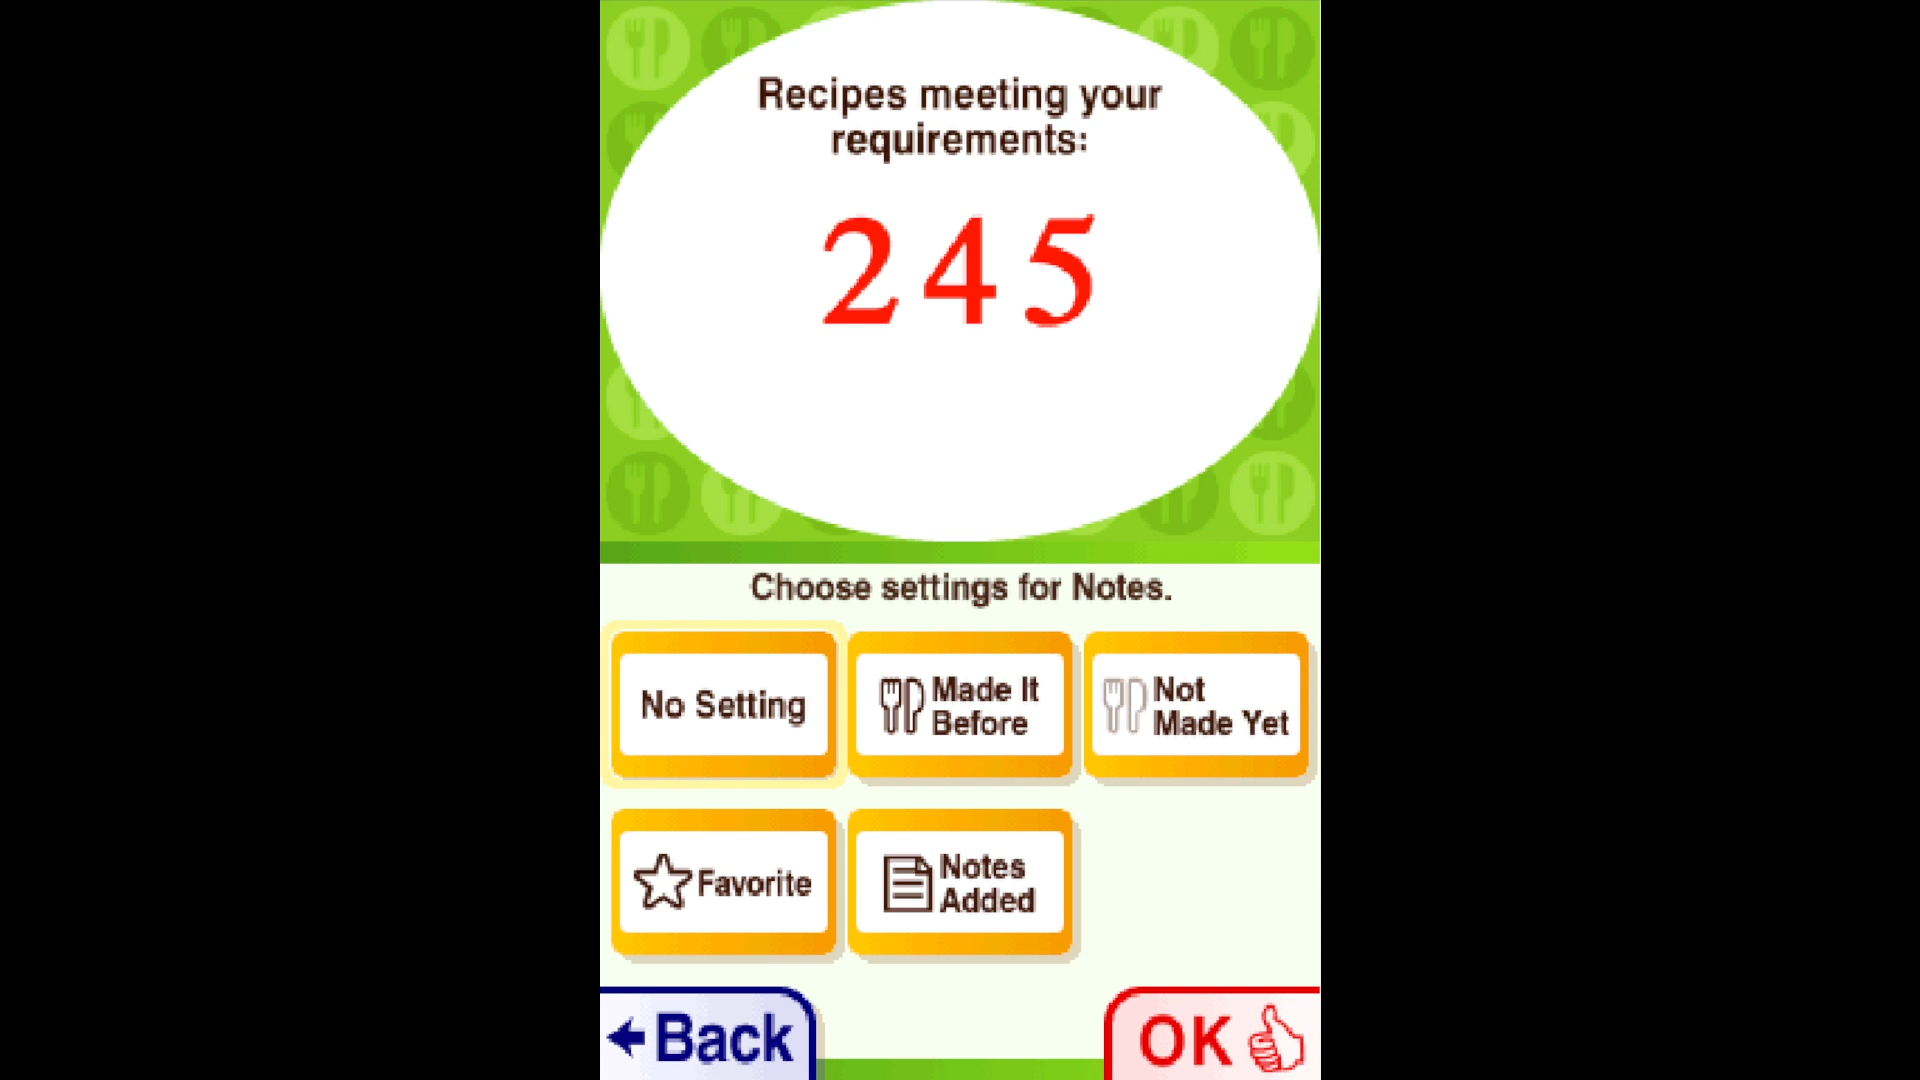 Recipes meeting your
requirements:
245
Choose settings for Notes.
No Setting
Made It
Before
Not
Made Yet
Favorite
Notes
Added
Back
OK